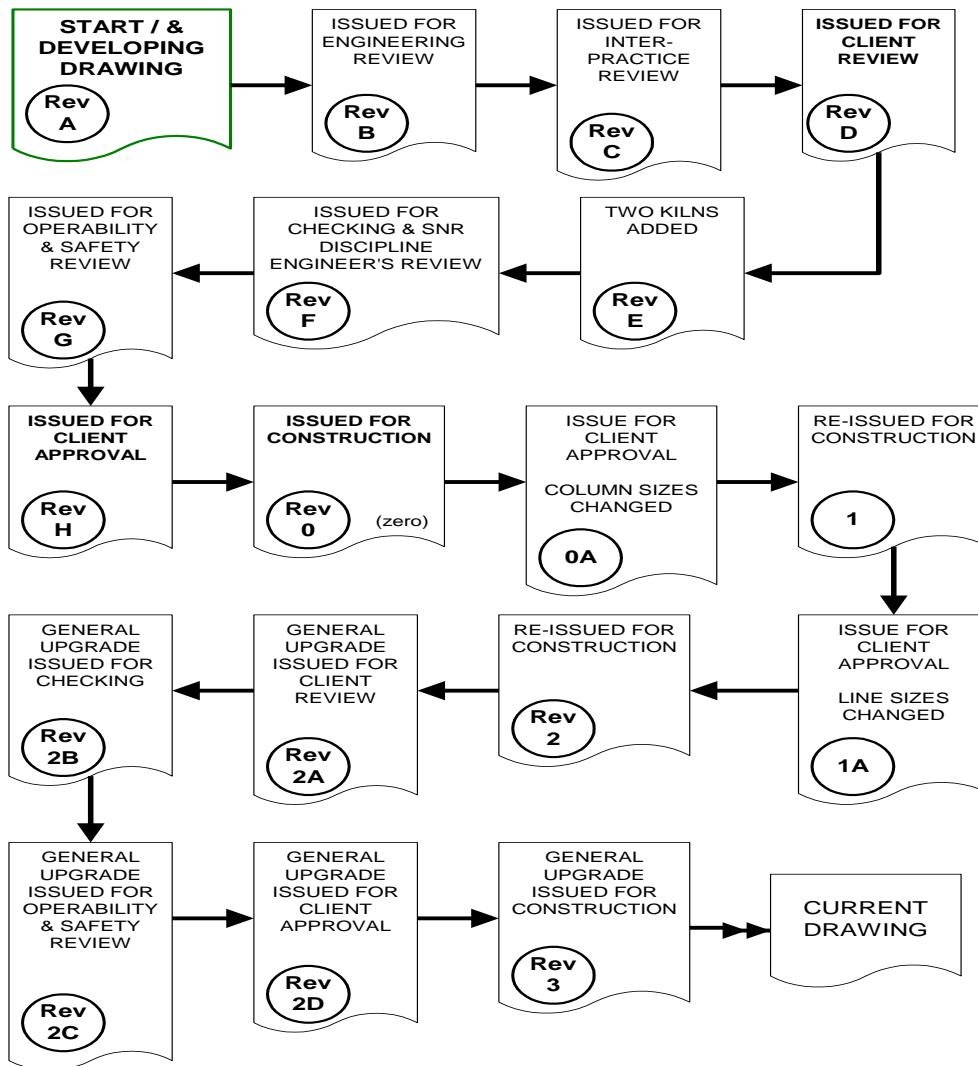 START / &
DEVELOPING
DRAWING
Rev
A
ISSUED FOR
ENGINEERING
REVIEW
Rev
B
ISSUED FOR
INTER-
PRACTICE
REVIEW
Rev
C
ISSUED FOR
CLIENT
REVIEW
Rev
D
TWO KILNS
ADDED
Rev
E
ISSUED FOR
CHECKING & SNR
DISCIPLINE
ENGINEER'S REVIEW
Rev
F
ISSUED FOR
OPERABILITY
& SAFETY
REVIEW
Rev
G
ISSUED FOR
CLIENT
APPROVAL
Rev
H
ISSUED FOR
CONSTRUCTION
Rev
0
(zero)
ISSUE FOR
CLIENT
APPROVAL
COLUMN SIZES
CHANGED
0A
RE-ISSUED FOR
CONSTRUCTION
1
ISSUE FOR
CLIENT
APPROVAL
LINE SIZES
CHANGED
1A
RE-ISSUED FOR
CONSTRUCTION
Rev
2
GENERAL
UPGRADE
ISSUED FOR
CLIENT
REVIEW
Rev
2A
GENERAL
UPGRADE
ISSUED FOR
CHECKING
Rev
2B
GENERAL
UPGRADE
ISSUED FOR
OPERABILITY
& SAFETY
REVIEW
Rev
2C
GENERAL
UPGRADE
ISSUED FOR
CLIENT
APPROVAL
Rev
2D
GENERAL
UPGRADE
ISSUED FOR
CONSTRUCTION
Rev
3
CURRENT
DRAWING